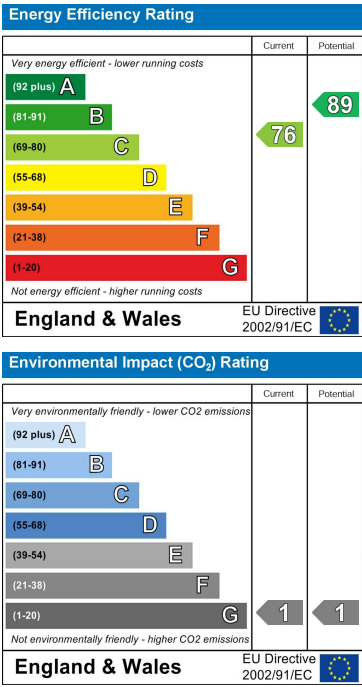 Energy Efficiency Rating
Current Potential
Very energy efficient - lower running costs
(92 plus) A
(81-91) B
(69-80) C
(55-68) D
(39-54) E
(21-38) F
(1-20) G
76
89
Not energy efficient - higher running costs
England & Wales
EU Directive
2002/91/EC
Environmental Impact (CO₂) Rating
Current Potential
Very environmentally friendly - lower CO2 emissions
(92 plus) A
(81-91) B
(69-80) C
(55-68) D
(39-54) E
(21-38) F
(1-20) G
1
1
Not environmentally friendly - higher CO2 emissions
England & Wales
EU Directive
2002/91/EC